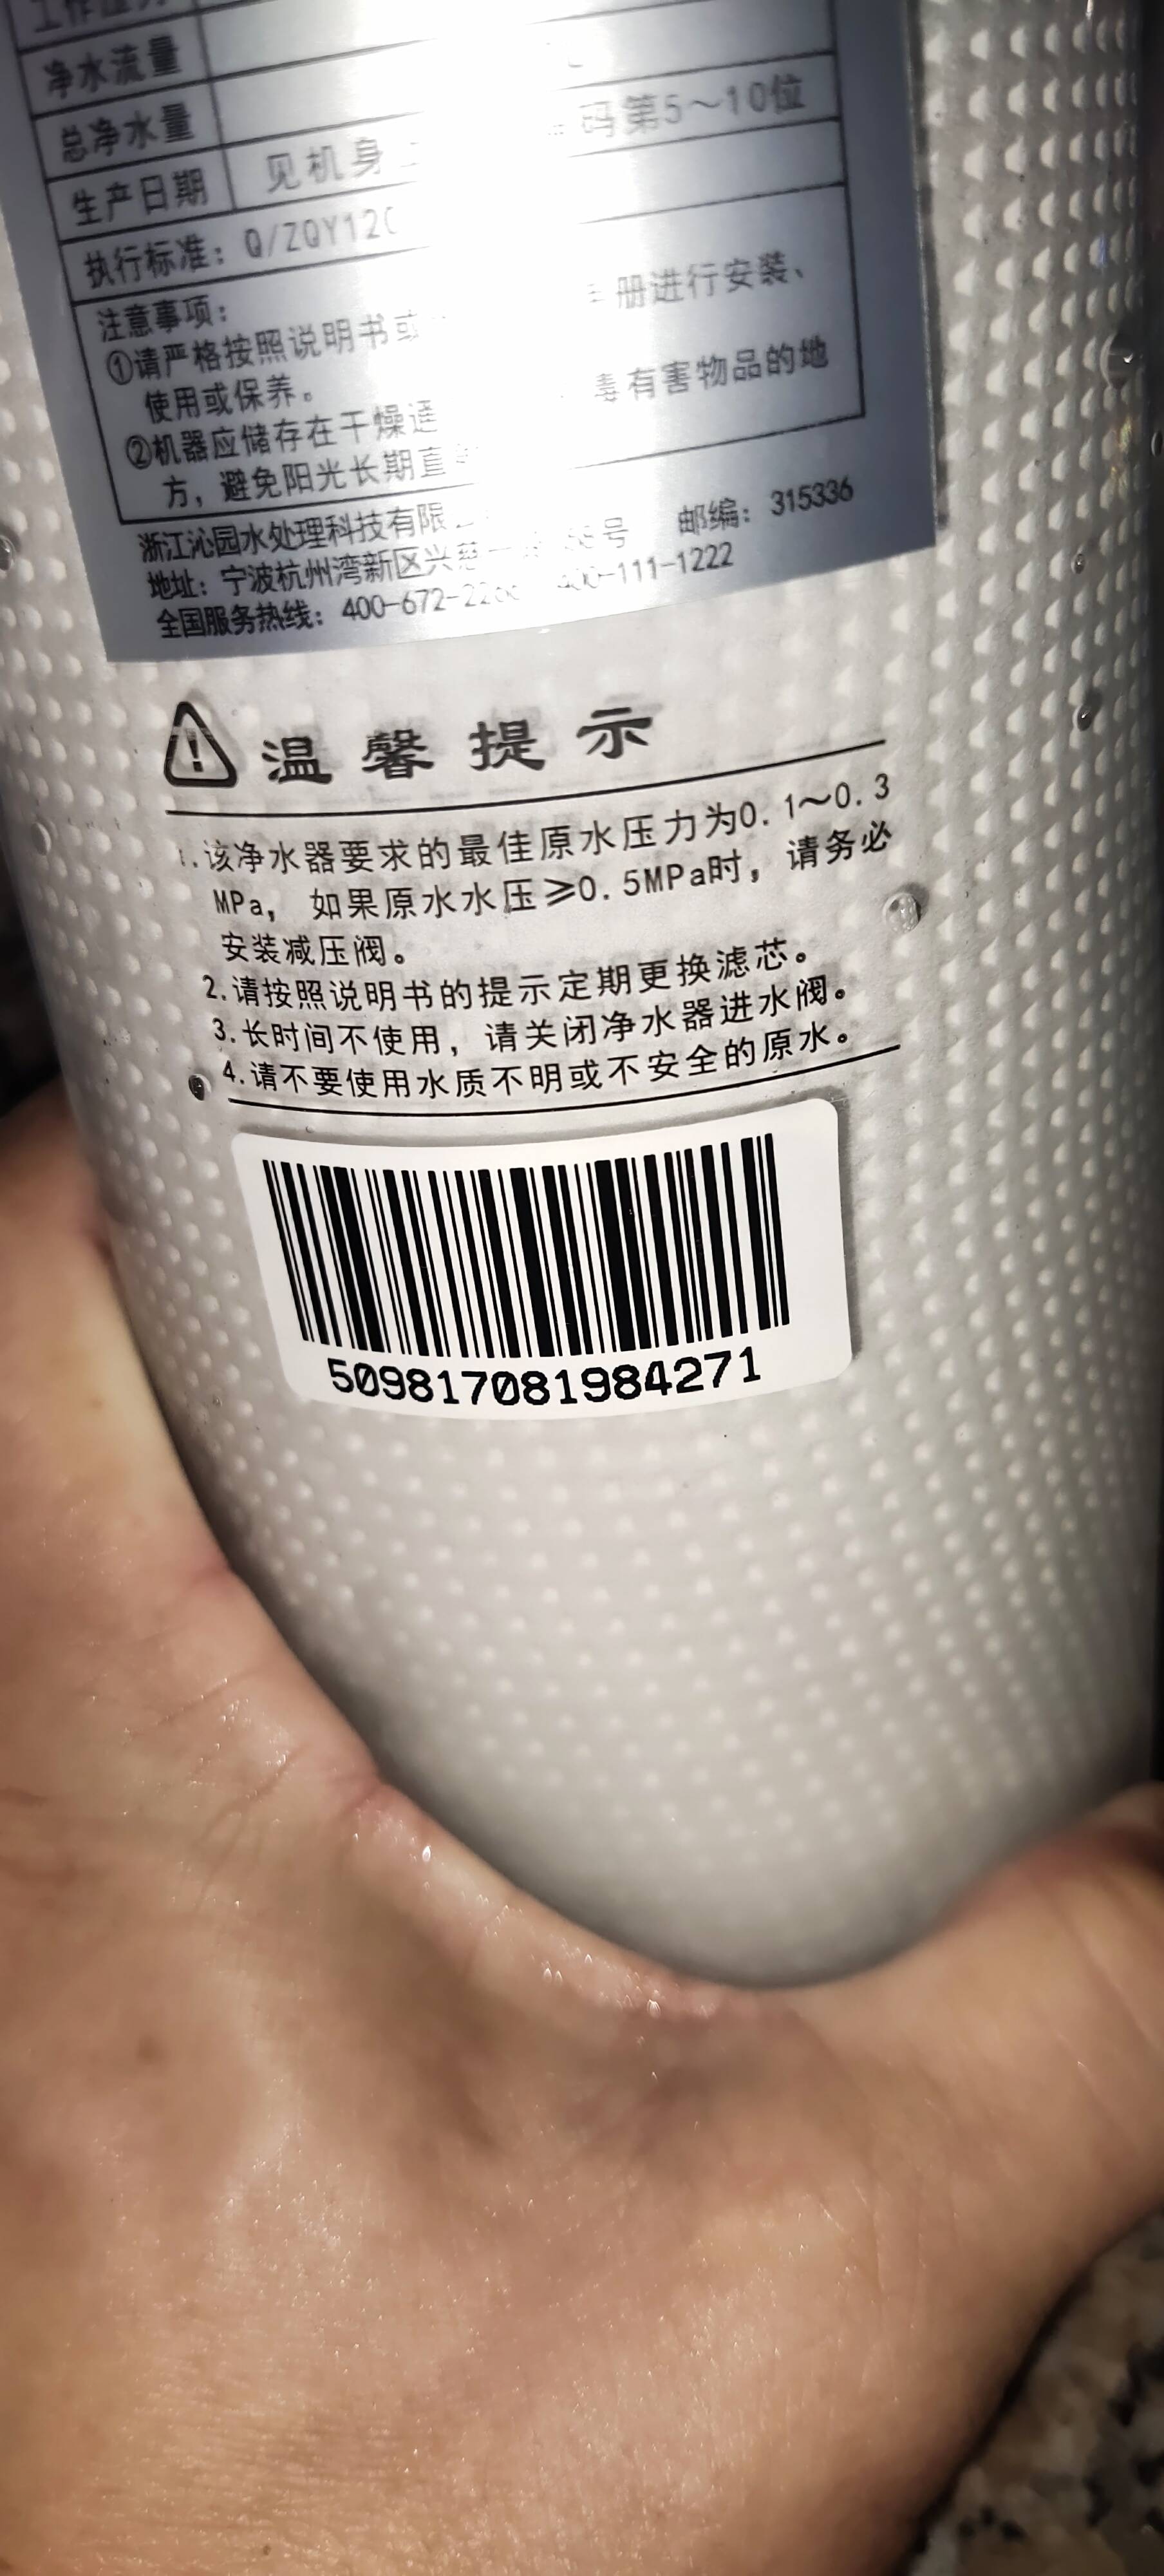 净水流量
总净水量
生产日期 见机身 码第5～10位
执行标准：Q/ZQY12
注意事项：
①请严格按照说明书或 册进行安装、
使用或保养。
②机器应储存在干燥通 毒有害物品的地
方，避免阳光长期直
浙江沁园水处理科技有限
地址：宁波杭州湾新区兴慈一 号 邮编：315336
全国服务热线：400-672- -111-1222
温馨提示
1.该净水器要求的最佳原水压力为0.1～0.3
MPa，如果原水水压≥0.5MPa时，请务必
安装减压阀。
2.请按照说明书的提示定期更换滤芯。
3.长时间不使用，请关闭净水器进水阀。
4.请不要使用水质不明或不安全的原水。
509817081984271